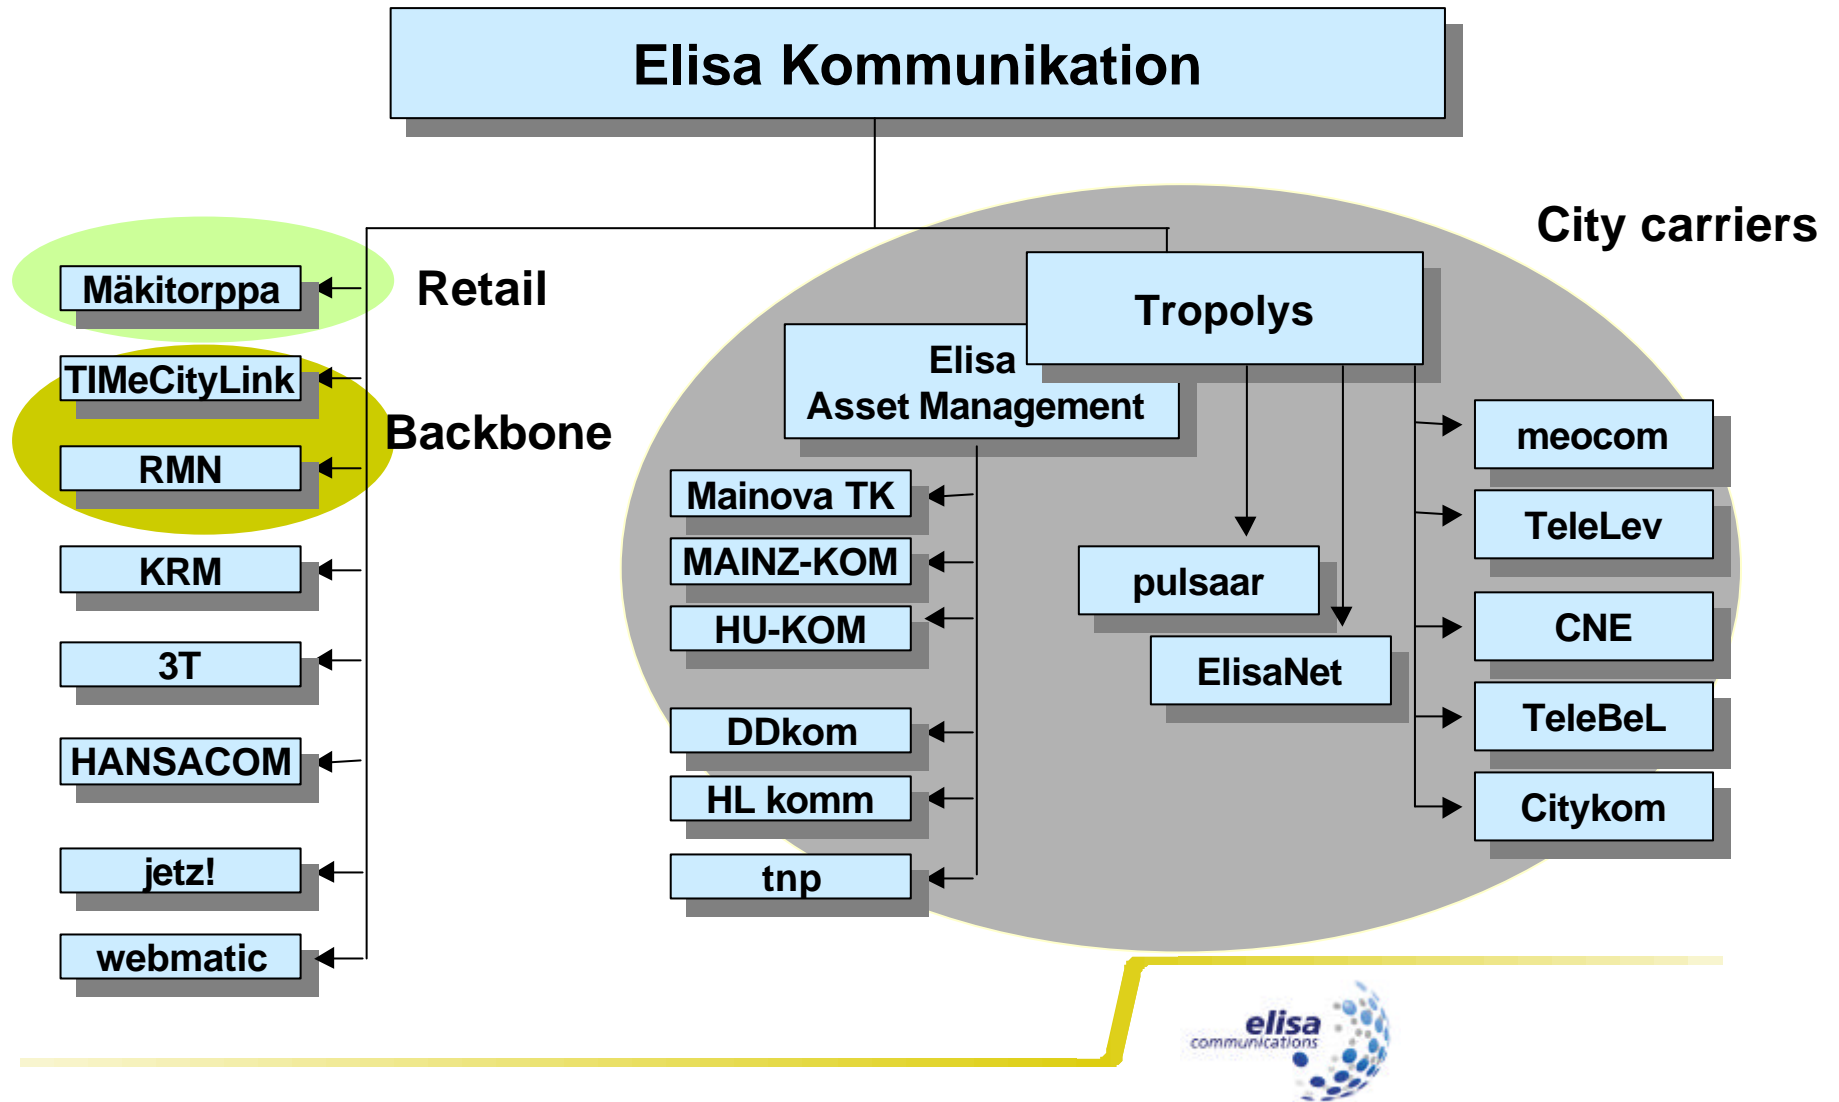 Elisa Kommunikation
City carriers
Retail
Mäkitorppa
TIMeCityLink
Backbone
RMN
KRM
3T
HANSACOM
jetz!
webmatic
Tropolys
Elisa
Asset Management
Mainova TK
MAINZ-KOM
HU-KOM
DDkom
HL komm
tnp
pulsaar
ElisaNet
meocom
TeleLev
CNE
TeleBeL
Citykom
elisa
communications